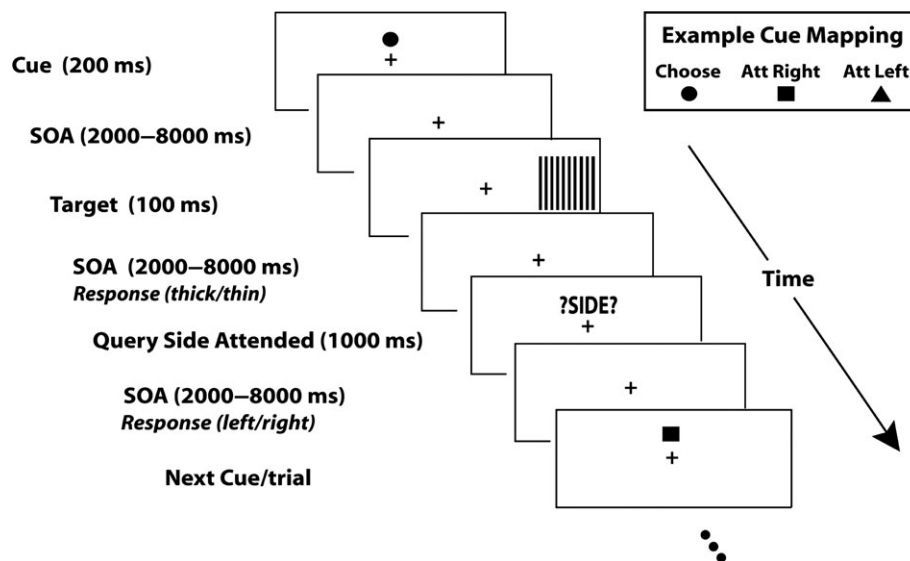 Cue (200 ms)
SOA (2000–8000 ms)
Target (100 ms)
SOA (2000–8000 ms)
Response (thick/thin)
Query Side Attended (1000 ms)
SOA (2000–8000 ms)
Response (left/right)
Next Cue/trial
?SIDE?
Example Cue Mapping
Choose Att Right Att Left
Time